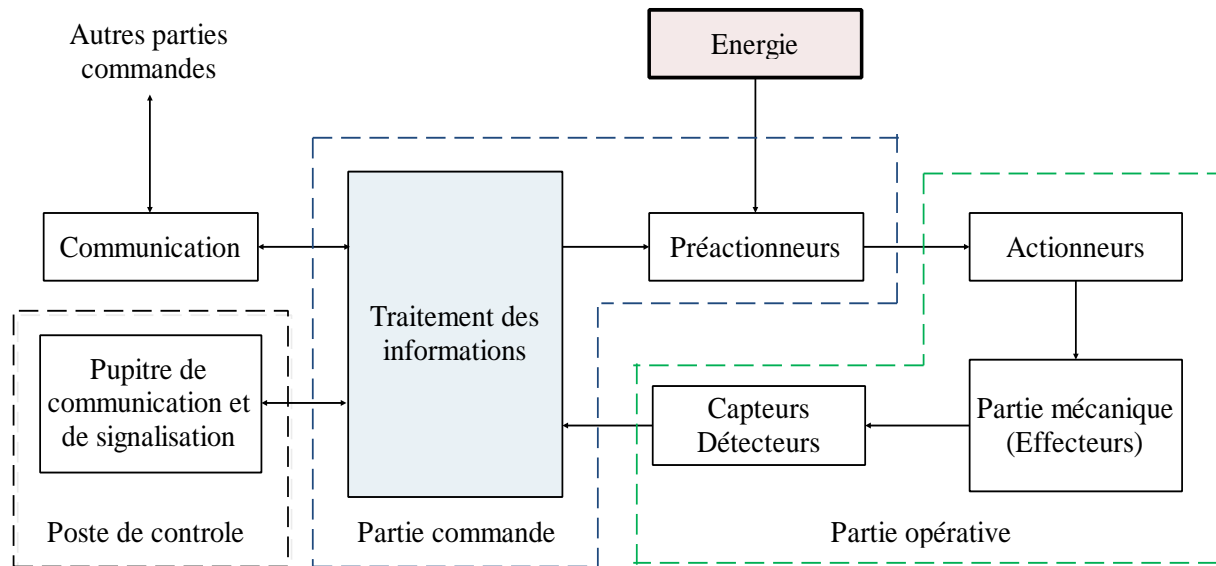 Autres parties
commandes
Energie
Communication
Préactionneurs
Actionneurs
Traitement des
informations
Pupitre de
communication et
de signalisation
Capteurs
Détecteurs
Partie mécanique
(Effecteurs)
Poste de controle
Partie commande
Partie opérative